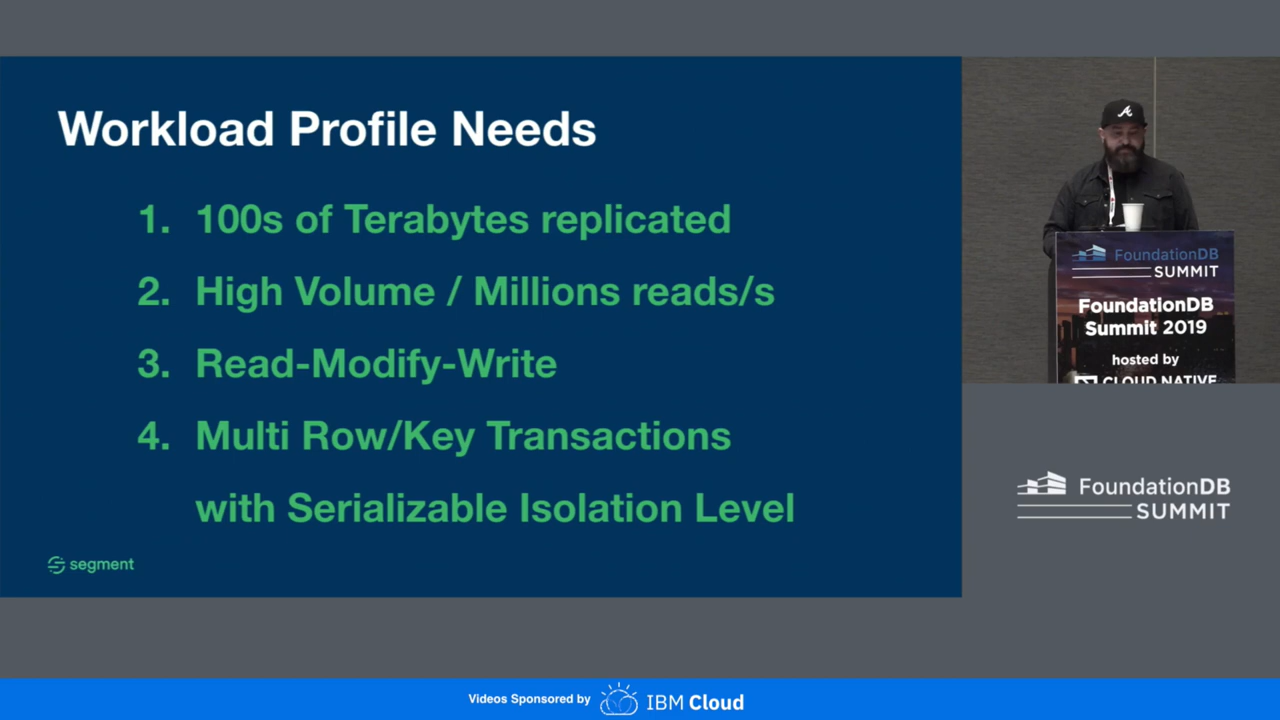 Workload Profile Needs
1. 100s of Terabytes replicated
2. High Volume / Millions reads/s
3. Read-Modify-Write
4. Multi Row/Key Transactions
with Serializable Isolation Level
segment
FoundationDB
SUMMIT
FoundationDB
Summit 2019
hosted by
CLOUD NATIVE
FoundationDB
SUMMIT
Videos Sponsored by IBM Cloud